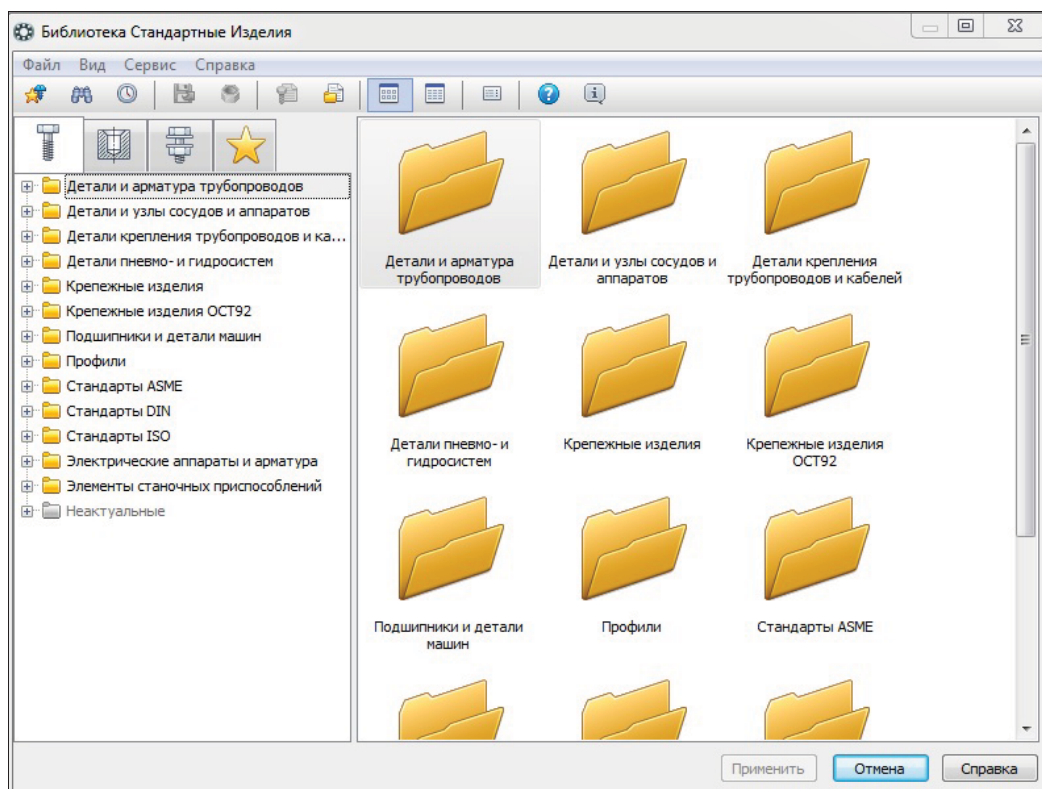 Библиотека Стандартные Изделия
Файл Вид Сервис Справка
Детали и арматура трубопроводов
Детали и узлы сосудов и аппаратов
Детали крепления трубопроводов и ка...
Детали пневмо- и гидросистем
Крепежные изделия
Крепежные изделия ОСТ92
Подшипники и детали машин
Профили
Стандарты ASME
Стандарты DIN
Стандарты ISO
Электрические аппараты и арматура
Элементы станочных приспособлений
Неактуальные
Детали и арматура
трубопроводов
Детали и узлы сосудов и
аппаратов
Детали крепления
трубопроводов и кабелей
Детали пневмо- и
гидросистем
Крепежные изделия
Крепежные изделия
ОСТ92
Подшипники и детали
машин
Профили
Стандарты ASME
Применить
Отмена
Справка